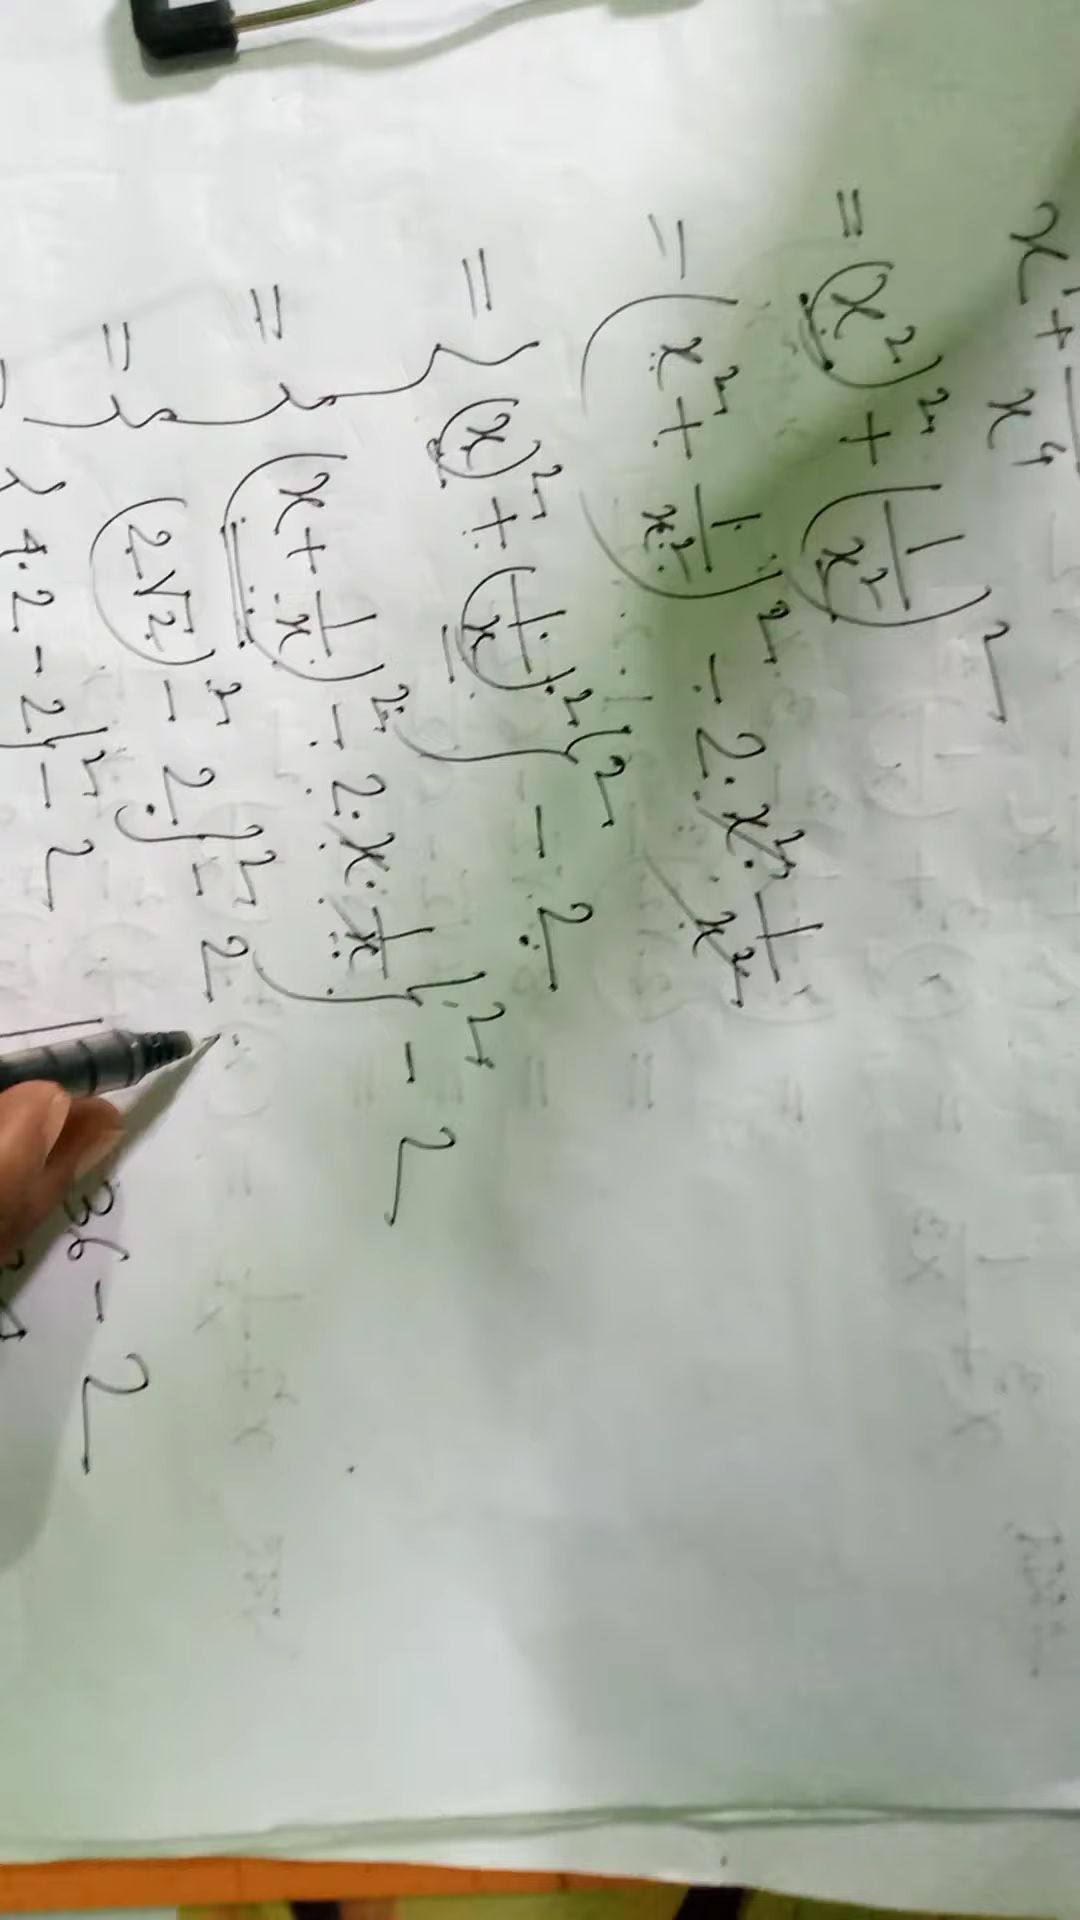 x⁴ + 1/x⁴
= (x²)² + (1/x²)²
= (x² + 1/x²)² - 2·x²·1/x²
= {(x)² + (1/x)²}² - 2
= {(x + 1/x)² - 2·x·1/x}² - 2
= {(2√2)² - 2}² - 2
{4·2 - 2}² - 2
36 - 2